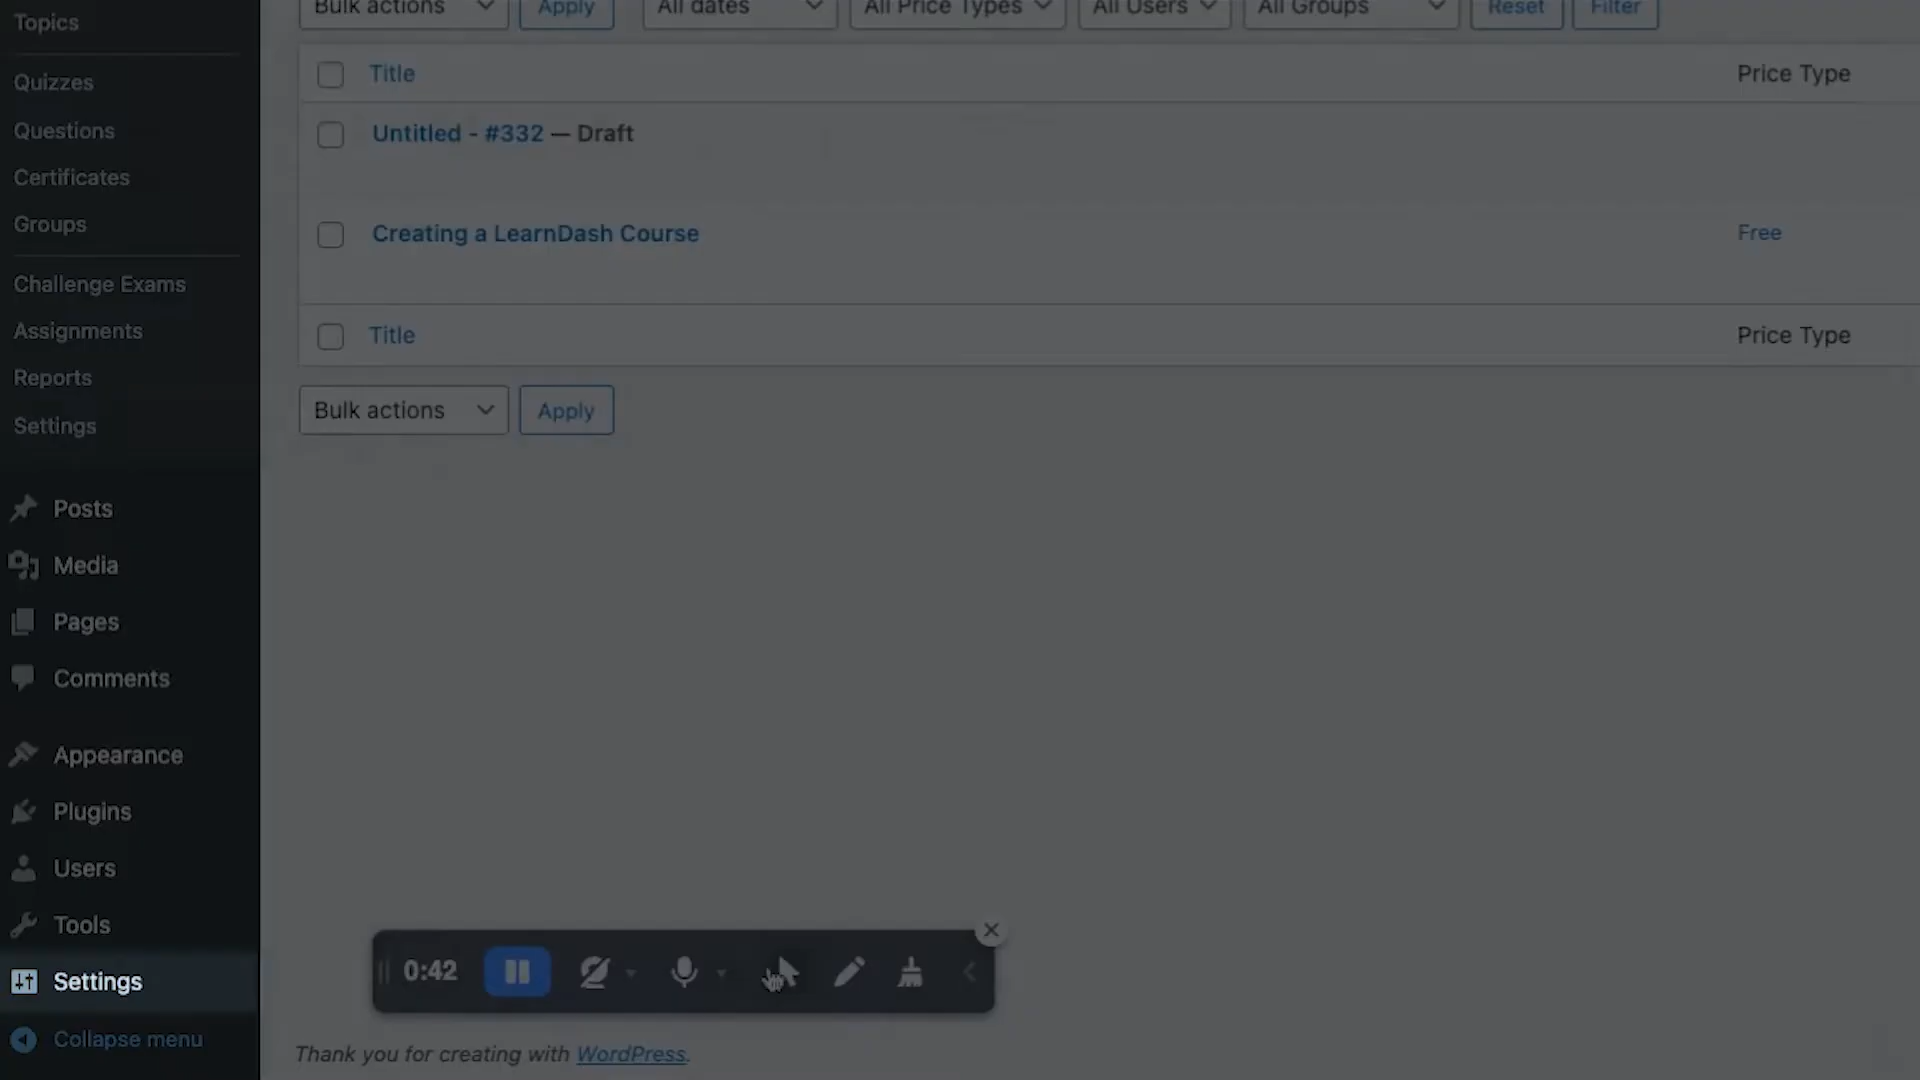 Topics
Quizzes
Questions
Certificates
Groups
Challenge Exams
Assignments
Reports
Settings
Posts
Media
Pages
Comments
Appearance
Plugins
Users
Tools
Settings
Collapse menu
Bulk actions Apply All dates All Price Types All Users All Groups Reset Filter
Title Price Type
Untitled - #332 — Draft
Creating a LearnDash Course Free
Title Price Type
Bulk actions Apply
0:42
Thank you for creating with WordPress.